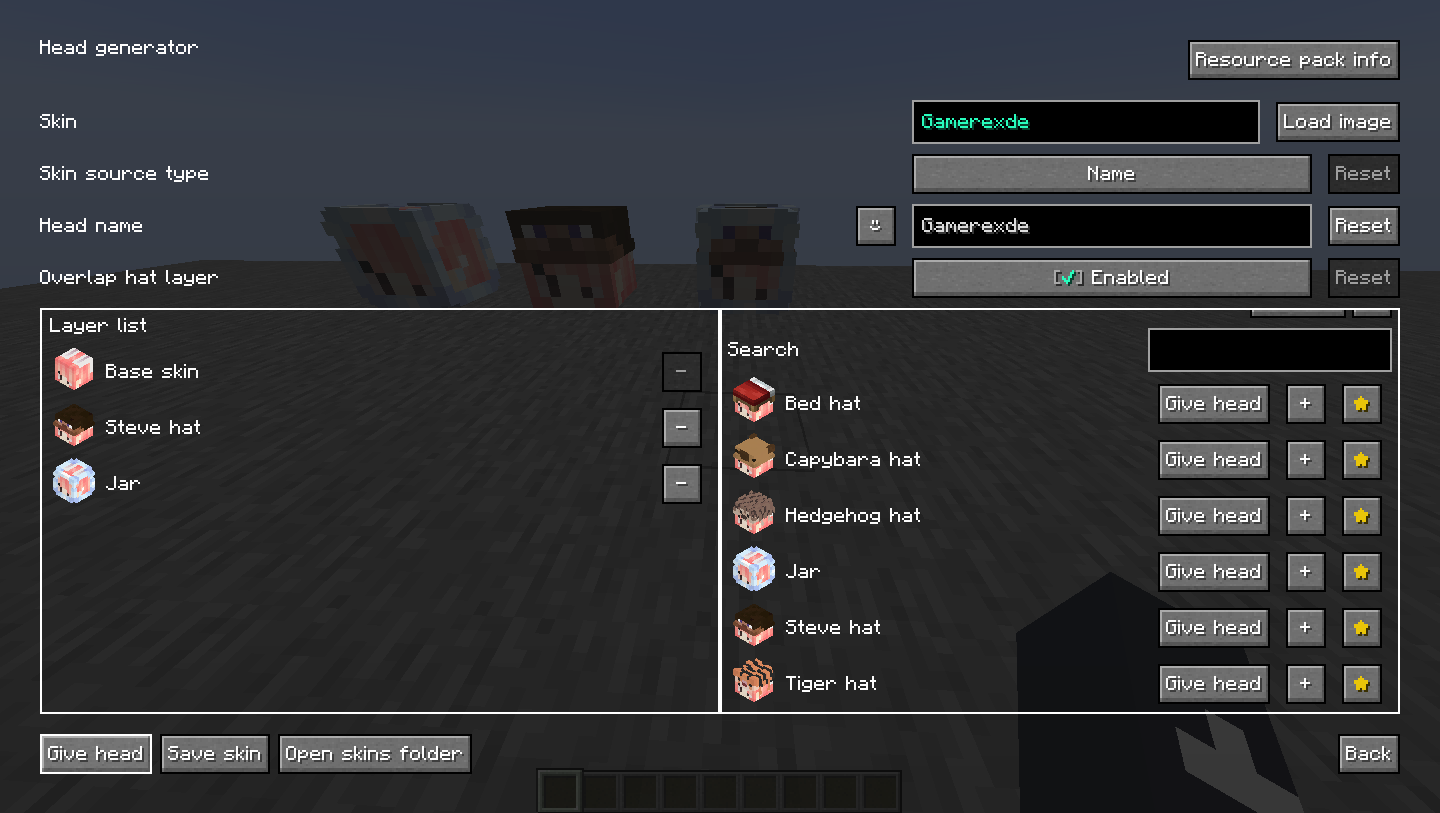 Head generator
Resource pack info
Skin
Gamerexde
Load image
Skin source type
Name
Reset
Head name
Gamerexde
Reset
Overlap hat layer
[✓] Enabled
Reset
Layer list
Base skin
-
Steve hat
-
Jar
-
Search
Bed hat
Give head
+
Capybara hat
Give head
+
Hedgehog hat
Give head
+
Jar
Give head
+
Steve hat
Give head
+
Tiger hat
Give head
+
Give head
Save skin
Open skins folder
Back